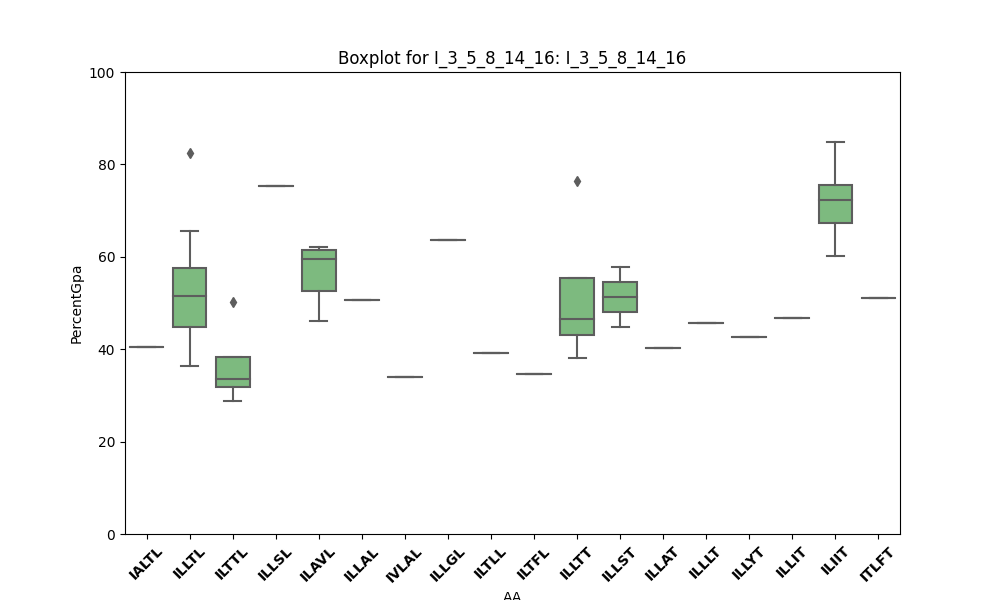 Boxplot for I_3_5_8_14_16: I_3_5_8_14_16
100
80
60
40
20
0
PercentGpa
IALTL
ILLTL
ILTTL
ILLSL
ILAVL
ILLAL
IVLAL
ILLGL
ILTLL
ILTFL
ILLTT
ILLST
ILLAT
ILLLT
ILLYT
ILLIT
ILIIT
ITLFT
AA